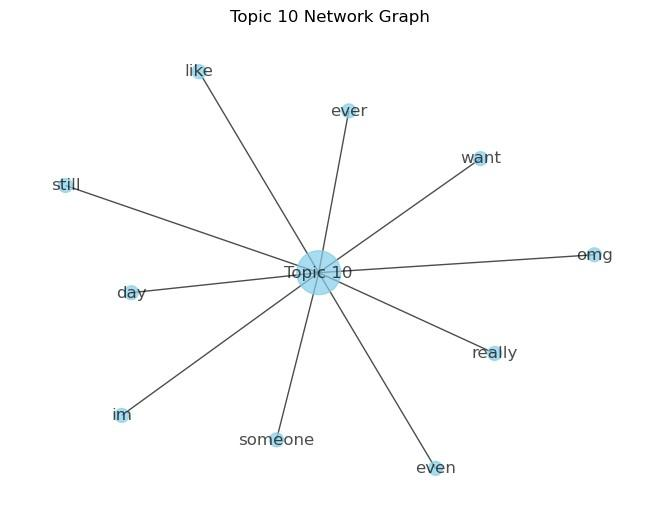 Topic 10 Network Graph
like
ever
want
still
omg
Topic 10
day
really
im
someone
even